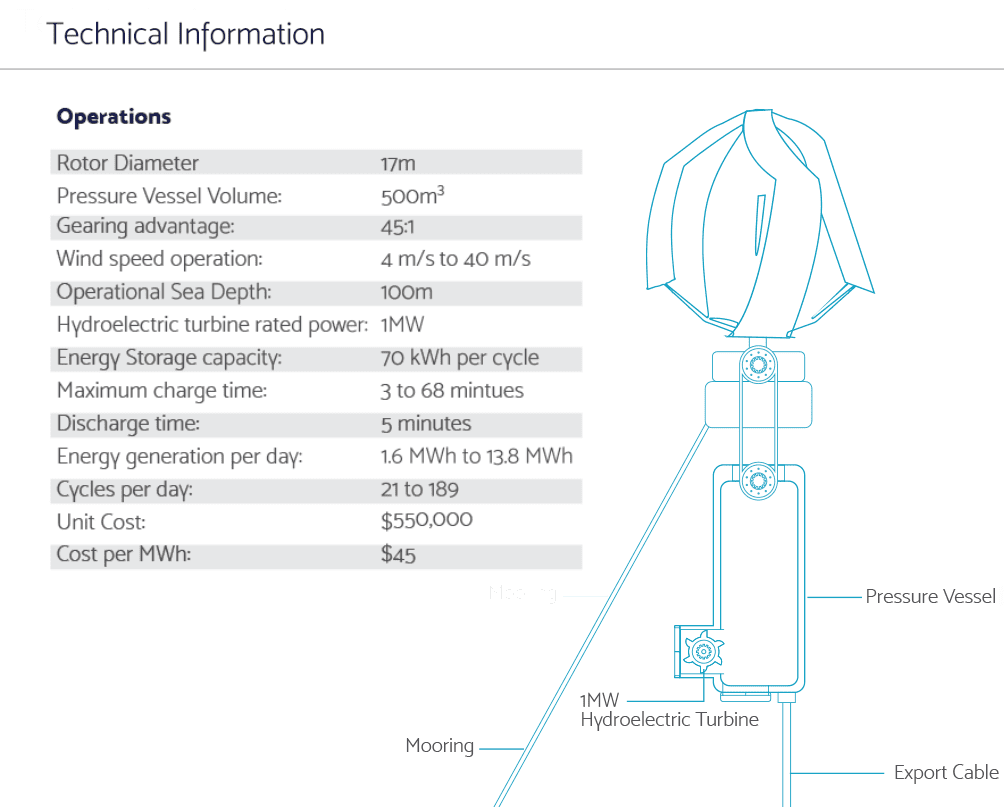 Technical Information
Operations
Rotor Diameter 17m
Pressure Vessel Volume: 500m³
Gearing advantage: 45:1
Wind speed operation: 4 m/s to 40 m/s
Operational Sea Depth: 100m
Hydroelectric turbine rated power: 1MW
Energy Storage capacity: 70 kWh per cycle
Maximum charge time: 3 to 68 mintues
Discharge time: 5 minutes
Energy generation per day: 1.6 MWh to 13.8 MWh
Cycles per day: 21 to 189
Unit Cost: $550,000
Cost per MWh: $45
Pressure Vessel
1MW
Hydroelectric Turbine
Mooring
Export Cable